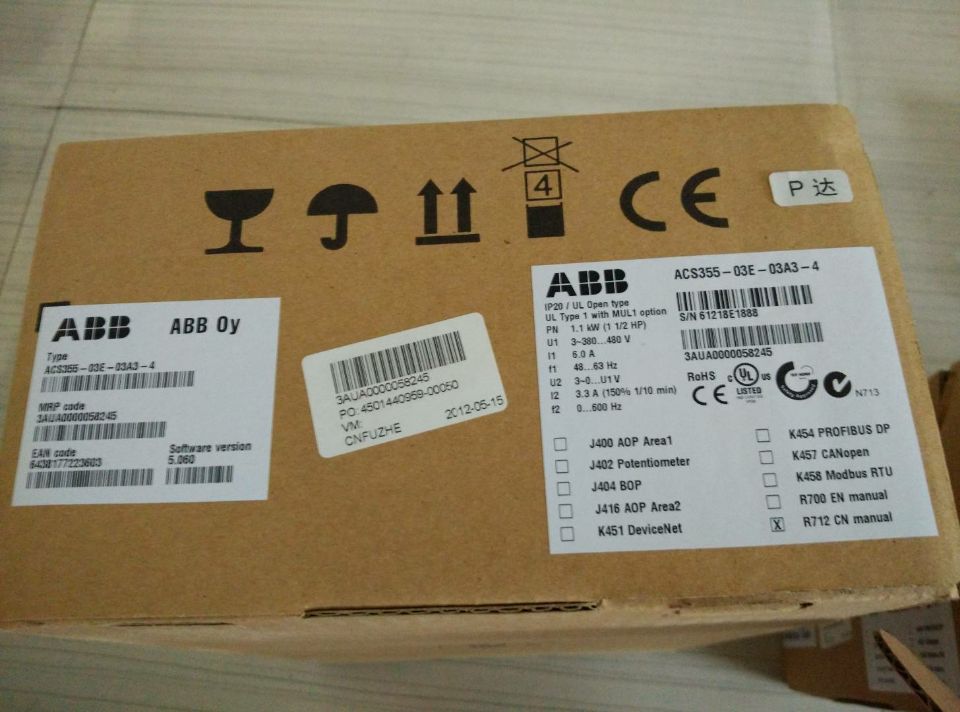 4
CE
P 达
ABB ABB Oy
Type
ACS355-03E-03A3-4
MRP code
3AUA0000058245
EAN code
6438177223603
Software version
5.060
3AUA0000058245
PO: 4501440959-00050
VM:
CNFUZHE 2012-05-15
ABB ACS355-03E-03A3-4
IP20 / UL Open type
UL Type 1 with MUL1 option
PN 1.1 kW (1 1/2 HP)
U1 3~380...480 V
I1 6.0 A
f1 48...63 Hz
U2 3~0...U1 V
I2 3.3 A (150% 1/10 min)
f2 0...600 Hz
S/N 61218E1888
3AUA0000058245
RoHS
CE
C UL US
LISTED
N713
J400 AOP Area1
J402 Potentiometer
J404 BOP
J416 AOP Area2
K451 DeviceNet
K454 PROFIBUS DP
K457 CANopen
K458 Modbus RTU
R700 EN manual
X R712 CN manual